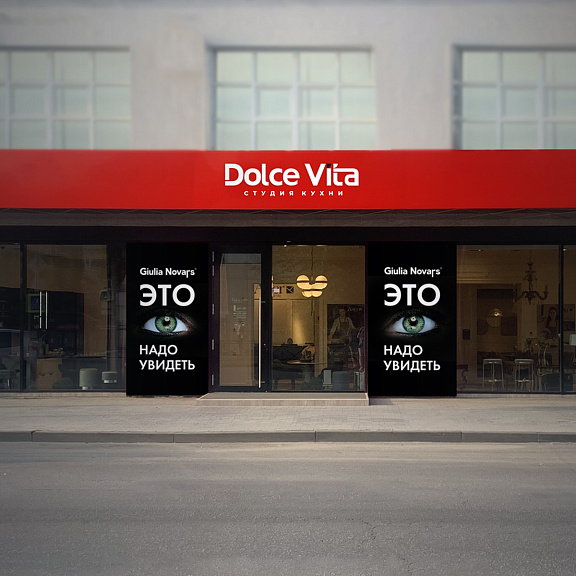 Dolce Vita
СТУДИЯ КУХНИ
Giulia Novars®
ЭТО
НАДО
УВИДЕТЬ
Giulia Novars®
ЭТО
НАДО
УВИДЕТЬ